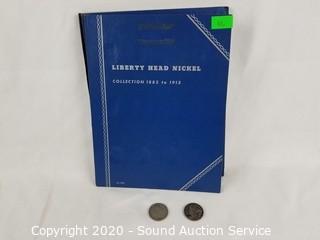 LIBERTY HEAD NICKEL
COLLECTION 1883 to 1912
Copyright © 2020 - Sound Auction Service